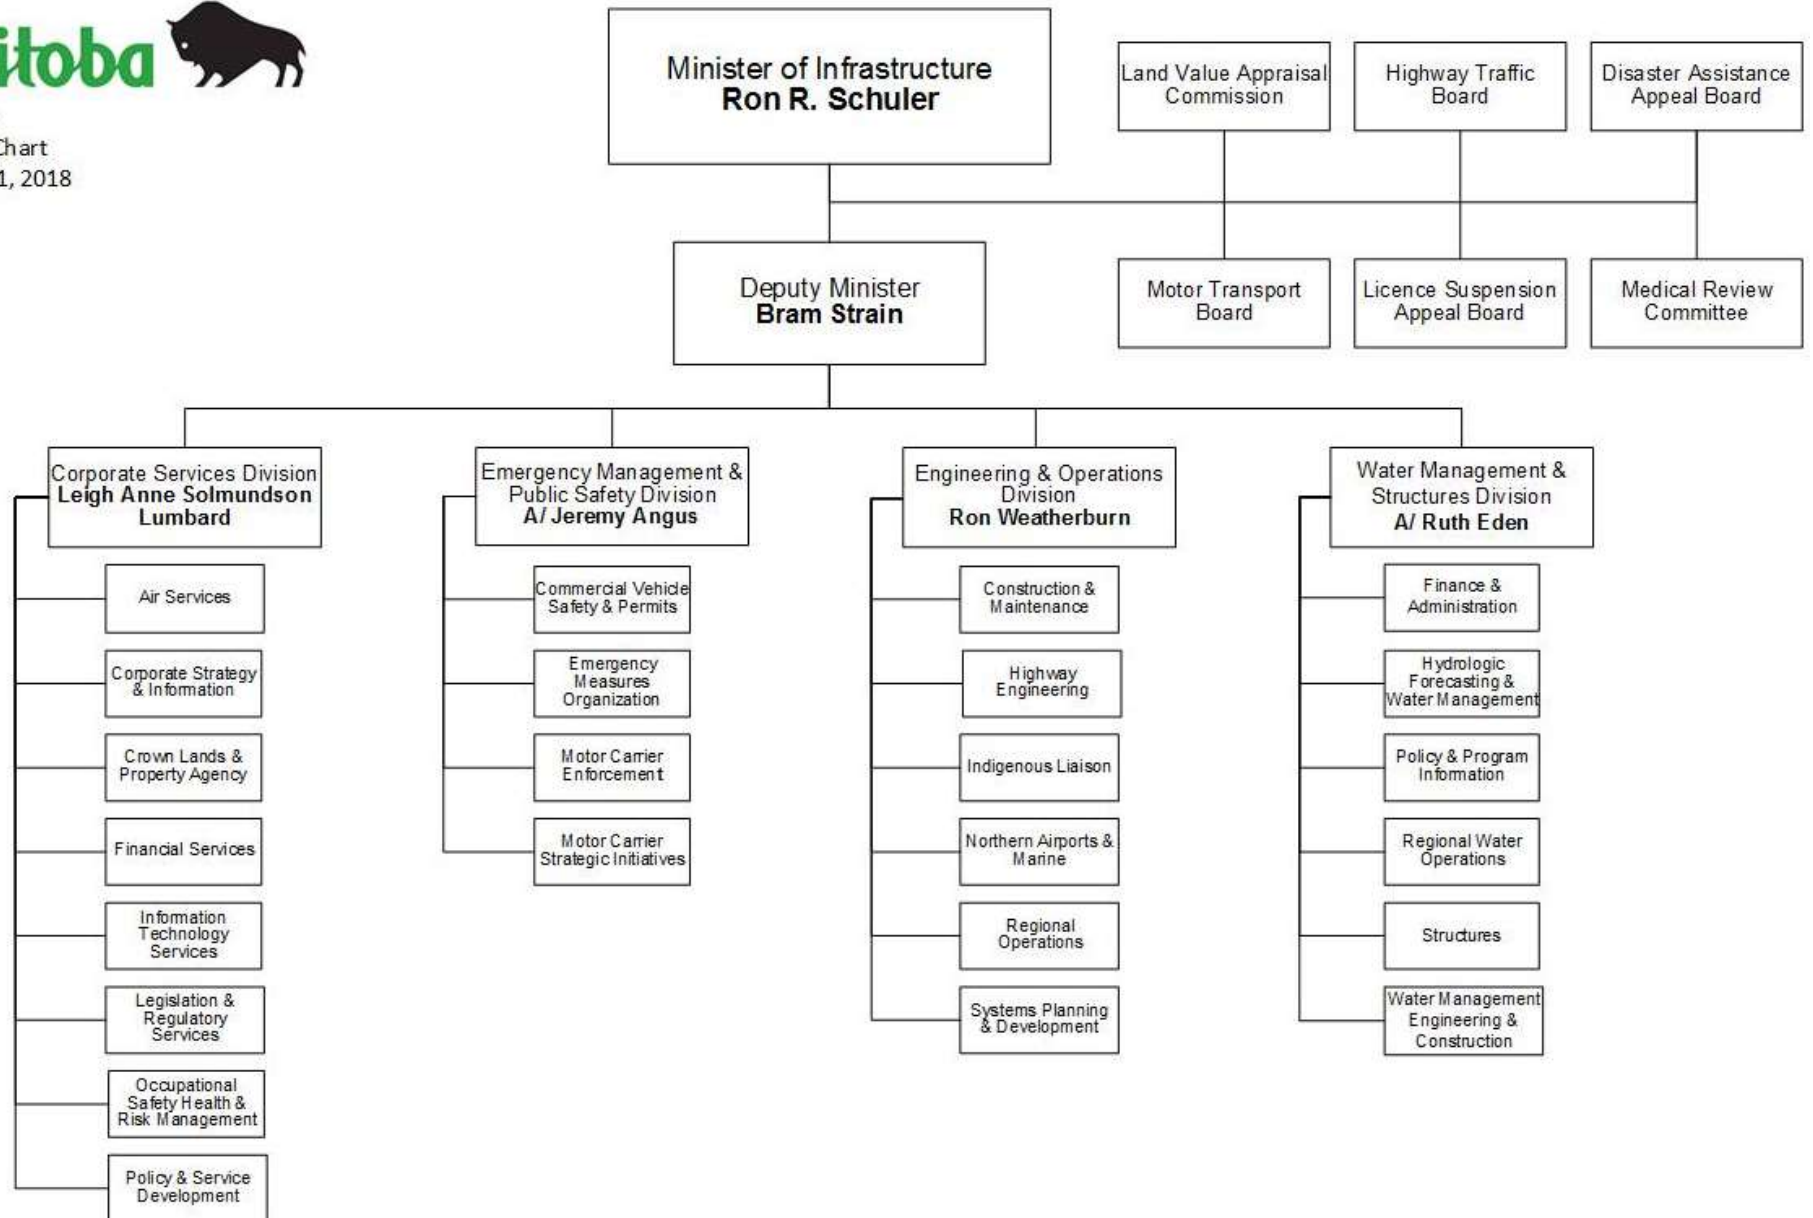 itoba
Chart
1, 2018
Minister of Infrastructure
Ron R. Schuler
Land Value Appraisal
Commission
Highway Traffic
Board
Disaster Assistance
Appeal Board
Deputy Minister
Bram Strain
Motor Transport
Board
Licence Suspension
Appeal Board
Medical Review
Committee
Corporate Services Division
Leigh Anne Solmundson
Lumbard
Air Services
Corporate Strategy
& Information
Crown Lands &
Property Agency
Financial Services
Information
Technology
Services
Legislation &
Regulatory
Services
Occupational
Safety Health &
Risk Management
Policy & Service
Development
Emergency Management &
Public Safety Division
A/ Jeremy Angus
Commercial Vehicle
Safety & Permits
Emergency
Measures
Organization
Motor Carrier
Enforcement
Motor Carrier
Strategic Initiatives
Engineering & Operations
Division
Ron Weatherburn
Construction &
Maintenance
Highway
Engineering
Indigenous Liaison
Northern Airports &
Marine
Regional
Operations
Systems Planning
& Development
Water Management &
Structures Division
A/ Ruth Eden
Finance &
Administration
Hydrologic
Forecasting &
Water Management
Policy & Program
Information
Regional Water
Operations
Structures
Water Management
Engineering &
Construction